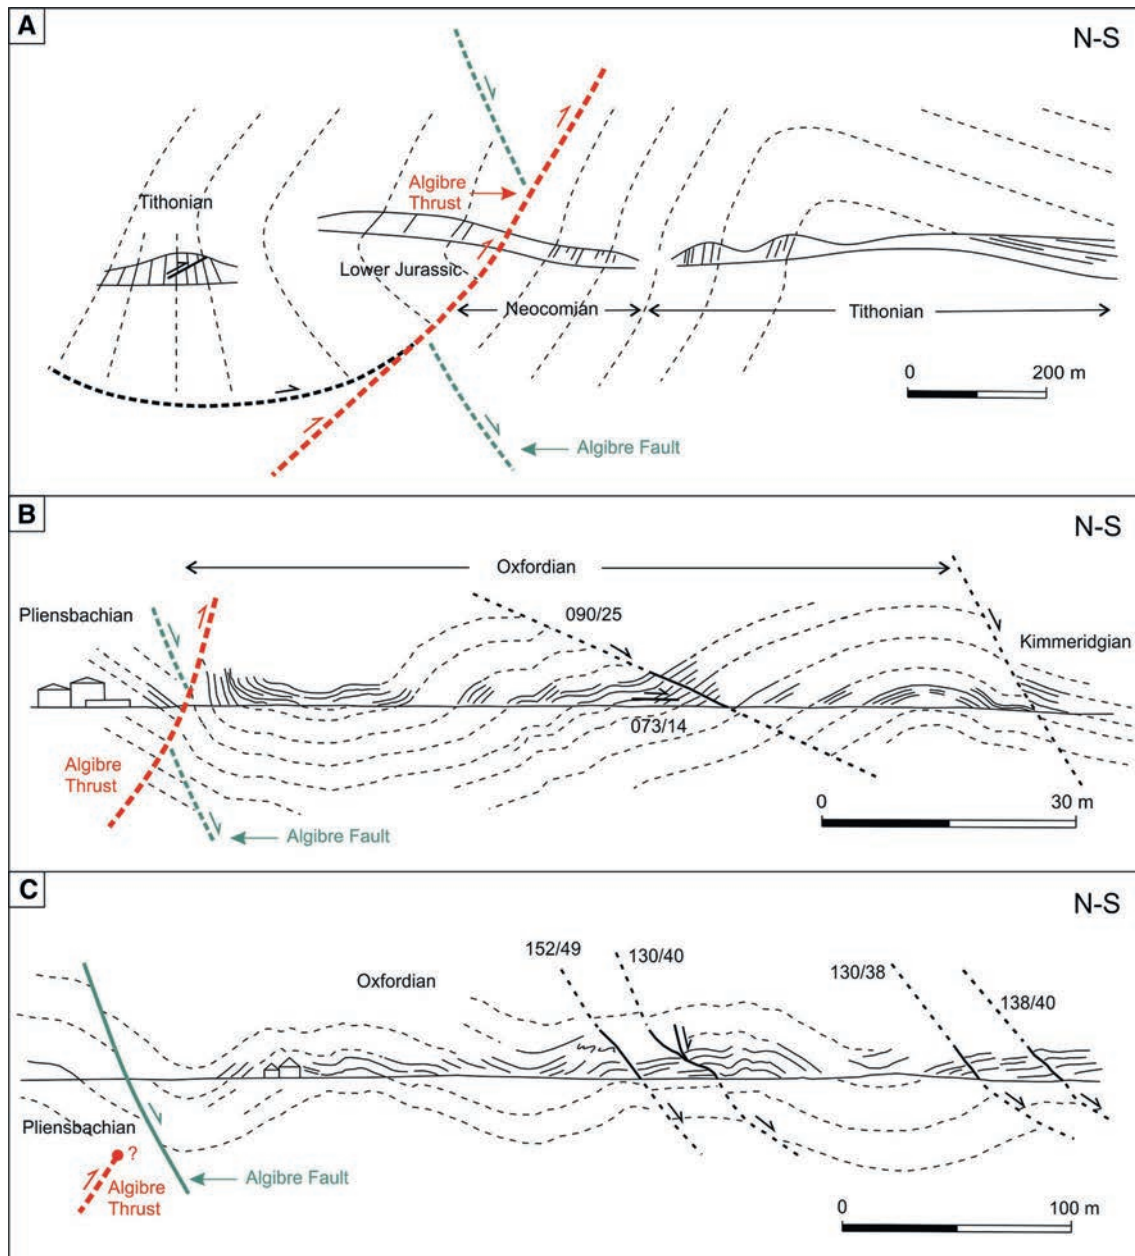 A
N-S
Tithonian
Algibre
Thrust
Lower Jurassic
Neocomian
Tithonian
0 200 m
Algibre Fault
B
N-S
Oxfordian
Pliensbachian
090/25
Kimmeridgian
073/14
Algibre
Thrust
0 30 m
Algibre Fault
C
N-S
152/49
130/40
Oxfordian
130/38
138/40
Pliensbachian
?
Algibre
Thrust
Algibre Fault
0 100 m